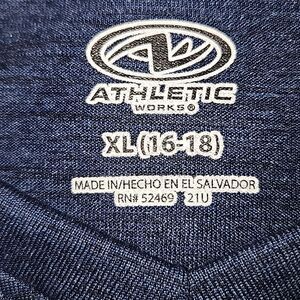 ATHLETIC
WORKS®
XL (16-18)
MADE IN/HECHO EN EL SALVADOR
RN# 52469 21U